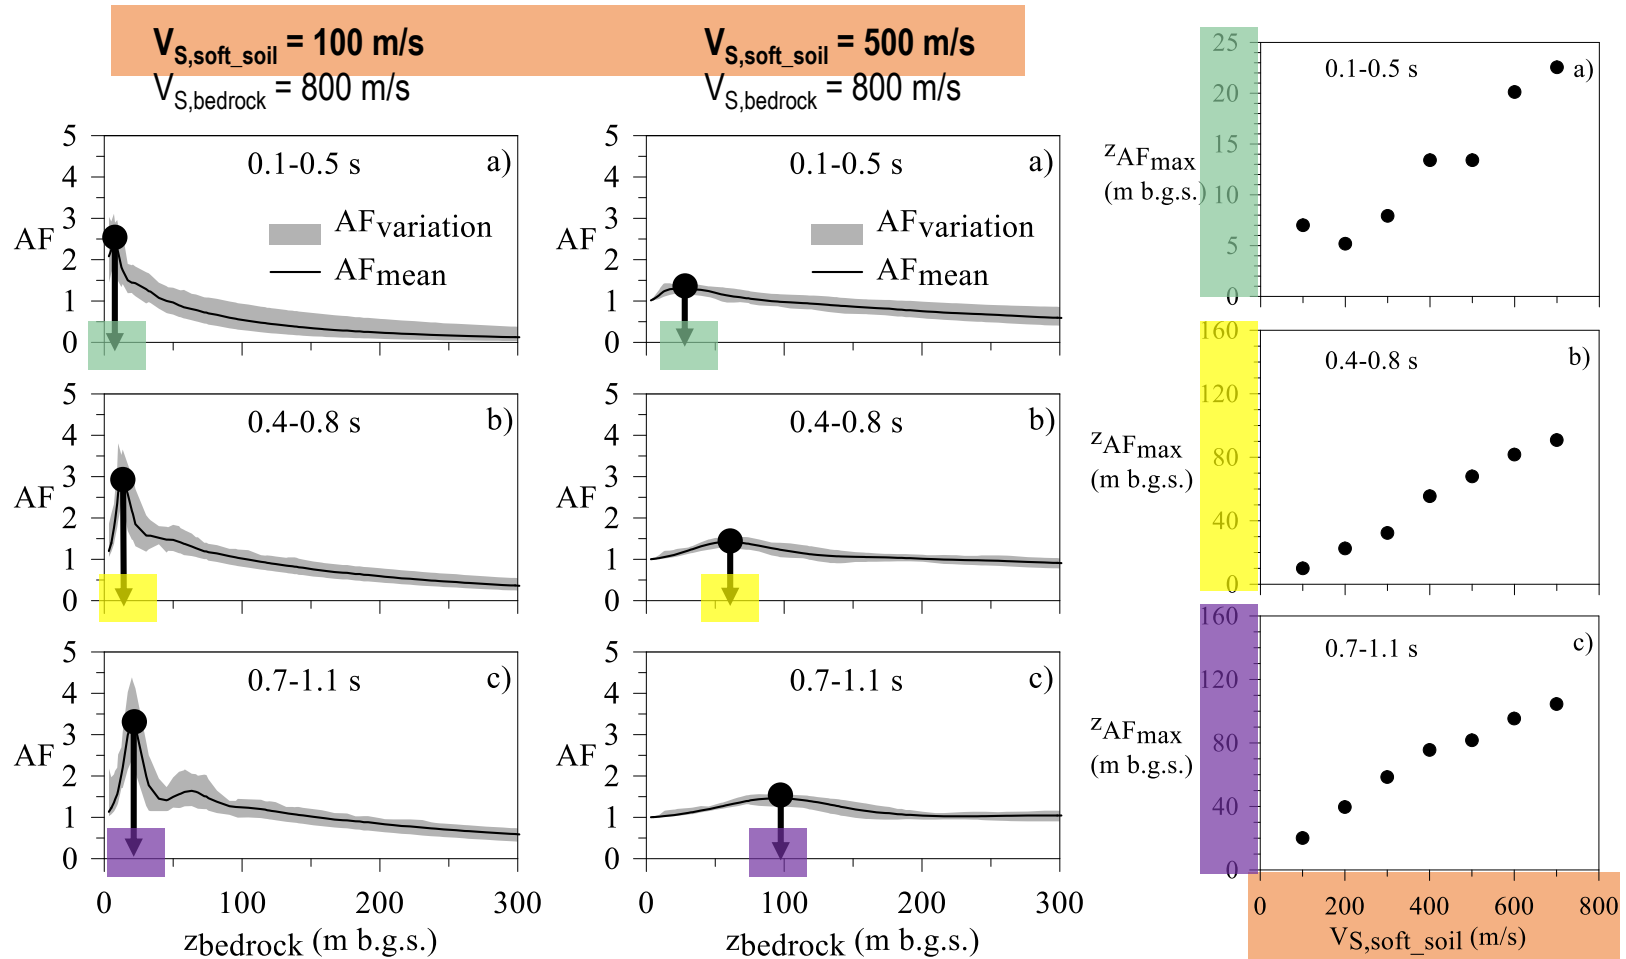 VS,soft_soil = 100 m/s
VS,bedrock = 800 m/s
VS,soft_soil = 500 m/s
VS,bedrock = 800 m/s
5
4
3
2
1
0
AF
0.1-0.5 s
a)
AFvariation
AFmean
5
4
3
2
1
0
AF
0.4-0.8 s
b)
5
4
3
2
1
0
AF
0.7-1.1 s
c)
0
100
200
300
zbedrock (m b.g.s.)
5
4
3
2
1
0
AF
0.1-0.5 s
a)
AFvariation
AFmean
5
4
3
2
1
0
AF
0.4-0.8 s
b)
5
4
3
2
1
0
AF
0.7-1.1 s
c)
0
100
200
300
zbedrock (m b.g.s.)
25
20
15
10
5
0
zAFmax
(m b.g.s.)
0.1-0.5 s
a)
160
120
80
40
0
zAFmax
(m b.g.s.)
0.4-0.8 s
b)
160
120
80
40
0
zAFmax
(m b.g.s.)
0.7-1.1 s
c)
0
200
400
600
800
VS,soft_soil (m/s)